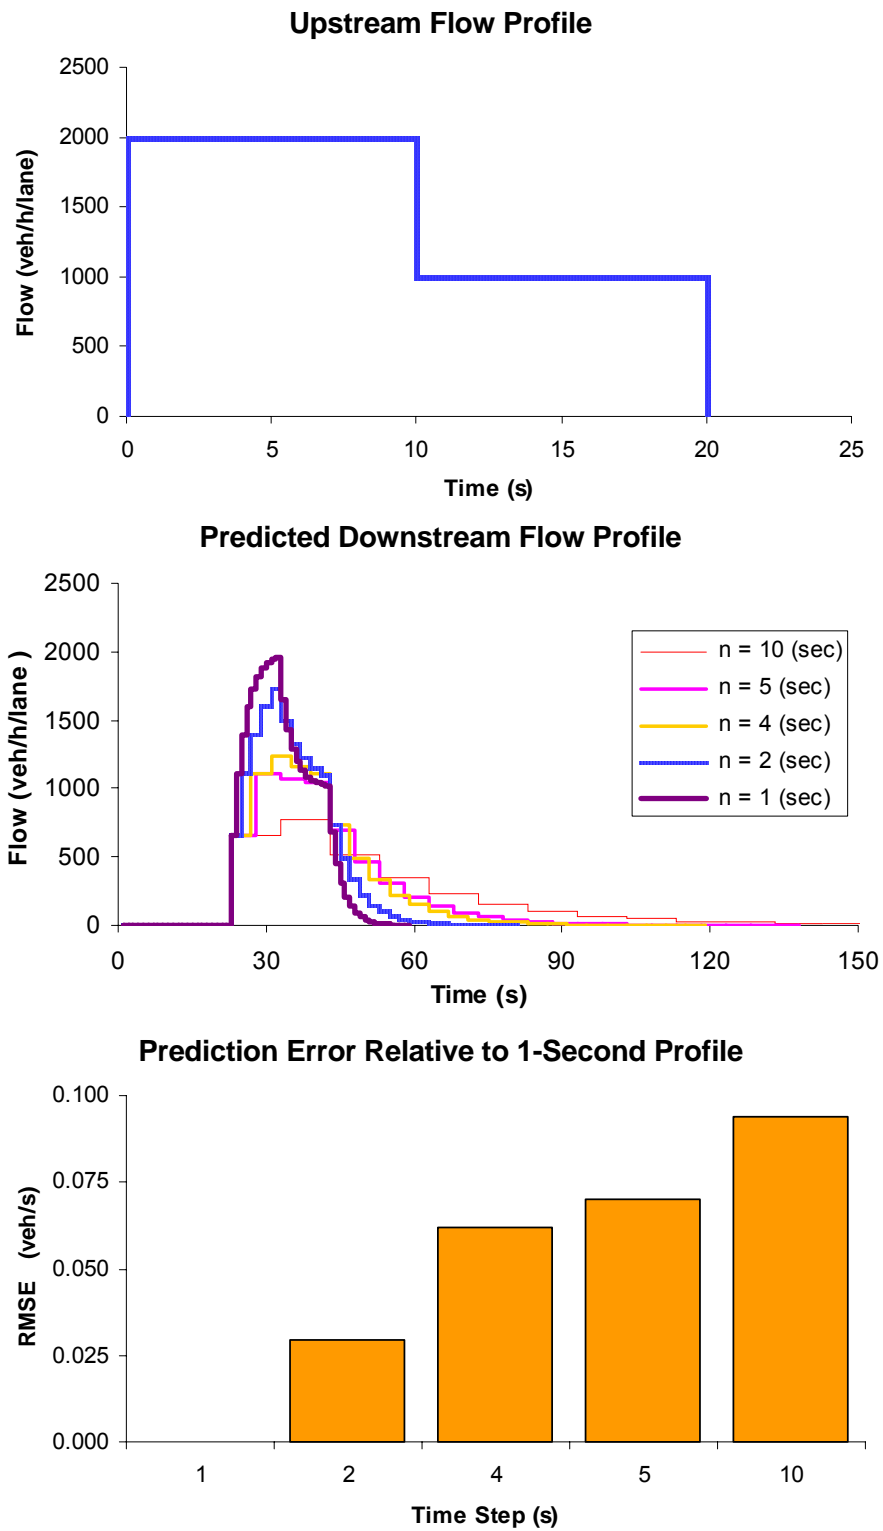 Upstream Flow Profile
2500
2000
1500
1000
500
0
Flow (veh/h/lane)
0 5 10 15 20 25
Time (s)
Predicted Downstream Flow Profile
2500
2000
1500
1000
500
0
Flow (veh/h/lane )
n = 10 (sec)
n = 5 (sec)
n = 4 (sec)
n = 2 (sec)
n = 1 (sec)
0 30 60 90 120 150
Time (s)
Prediction Error Relative to 1-Second Profile
0.100
0.075
0.050
0.025
0.000
RMSE (veh/s)
1 2 4 5 10
Time Step (s)